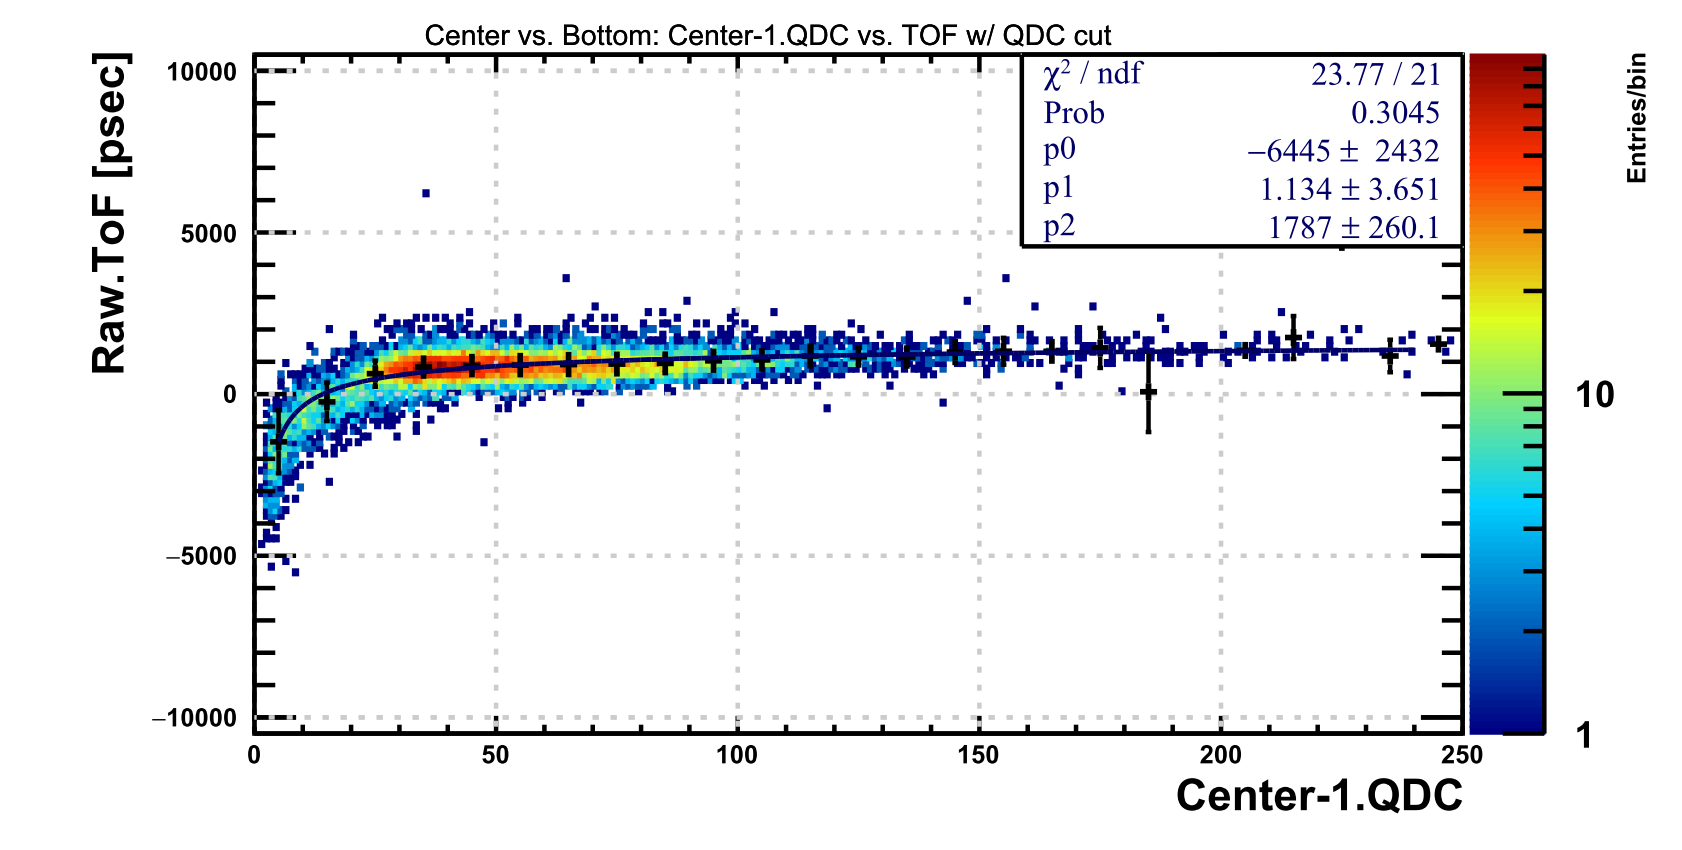 Center vs. Bottom: Center-1.QDC vs. TOF w/ QDC cut
χ² / ndf 23.77 / 21
Prob 0.3045
p0 −6445 ± 2432
p1 1.134 ± 3.651
p2 1787 ± 260.1
Raw.ToF [psec]
10000
5000
0
−5000
−10000
0 50 100 150 200 250
Center-1.QDC
Entries/bin
10
1